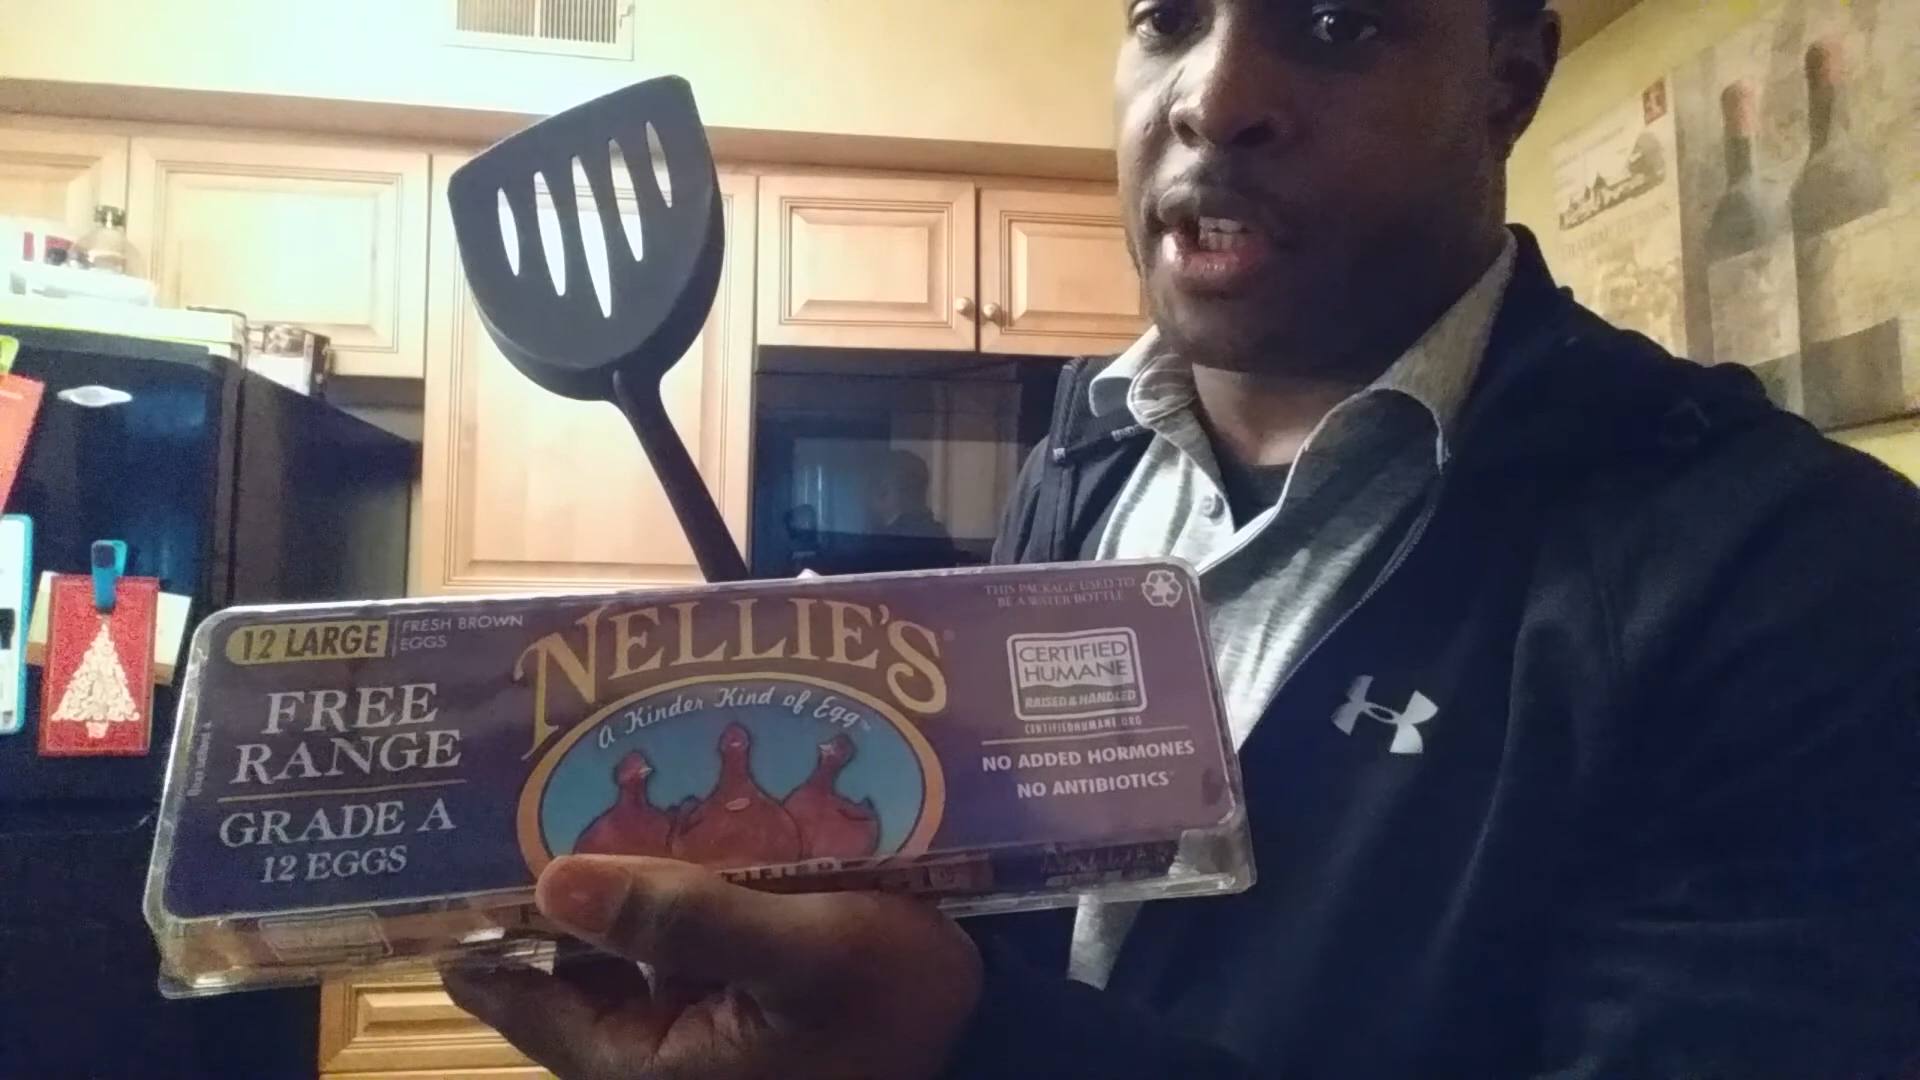 12 LARGE
FRESH BROWN
EGGS
FREE
RANGE
GRADE A
12 EGGS
NELLIE'S®
A Kinder Kind of Egg™
THIS PACKAGE USED TO
BE A WATER BOTTLE
CERTIFIED
HUMANE
RAISED & HANDLED
CERTIFIEDHUMANE.ORG
NO ADDED HORMONES
NO ANTIBIOTICS*